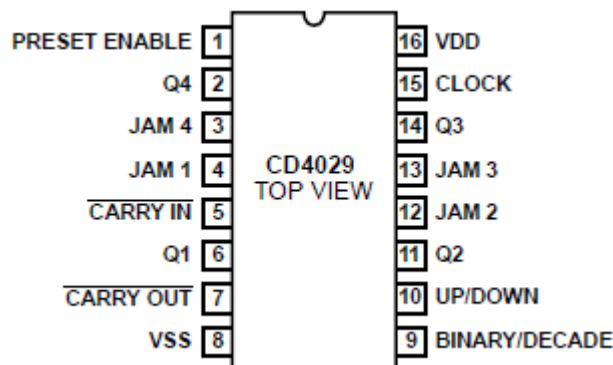 PRESET ENABLE 1 16 VDD
Q4 2 15 CLOCK
JAM 4 3 14 Q3
JAM 1 4 13 JAM 3
CARRY IN 5 12 JAM 2
Q1 6 11 Q2
CARRY OUT 7 10 UP/DOWN
VSS 8 9 BINARY/DECADE
CD4029
TOP VIEW